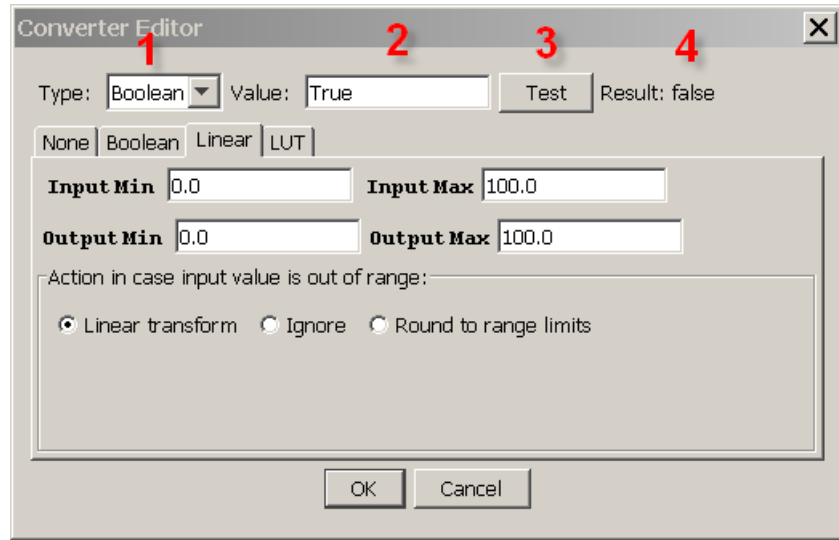 Converter Editor
1 2 3 4
Type: Boolean Value: True Test Result: false
None Boolean Linear LUT
Input Min 0.0 Input Max 100.0
Output Min 0.0 Output Max 100.0
Action in case input value is out of range:
Linear transform Ignore Round to range limits
OK Cancel